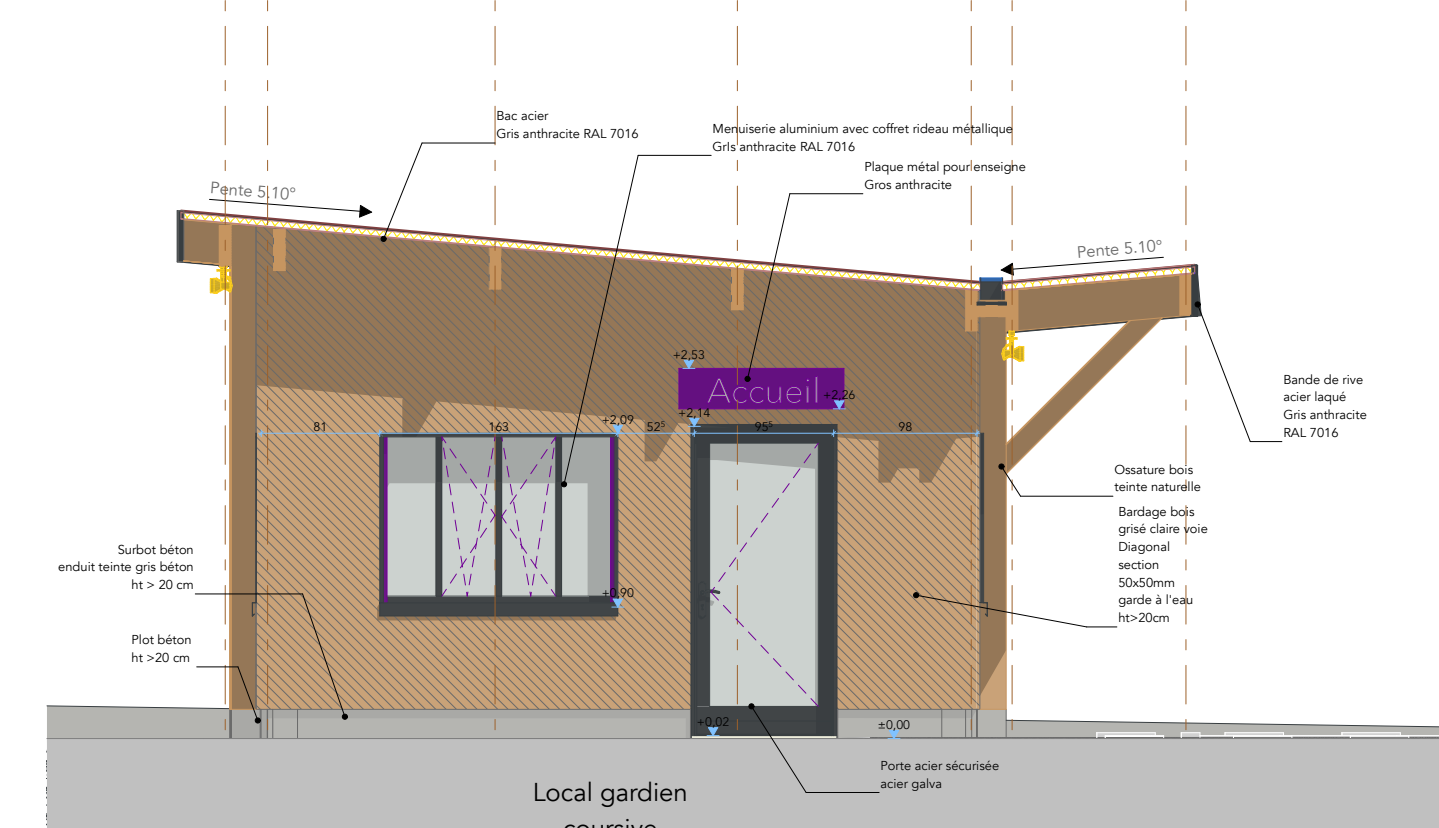 Bac acier
Gris anthracite RAL 7016
Menuiserie aluminium avec coffret rideau métallique
GrIs anthracite RAL 7016
Plaque métal pour enseigne
Gros anthracite
Pente 5.10°
Pente 5.10°
+2,53
Accueil
+2,26
+2,14
+2,09
81
163
52⁵
95⁵
98
Bande de rive
acier laqué
Gris anthracite
RAL 7016
Ossature bois
teinte naturelle
Bardage bois
grisé claire voie
Diagonal
section
50x50mm
garde à l'eau
ht>20cm
Surbot béton
enduit teinte gris béton
ht > 20 cm
+0,90
Plot béton
ht >20 cm
+0,02
±0,00
Porte acier sécurisée
acier galva
Local gardien
coursive